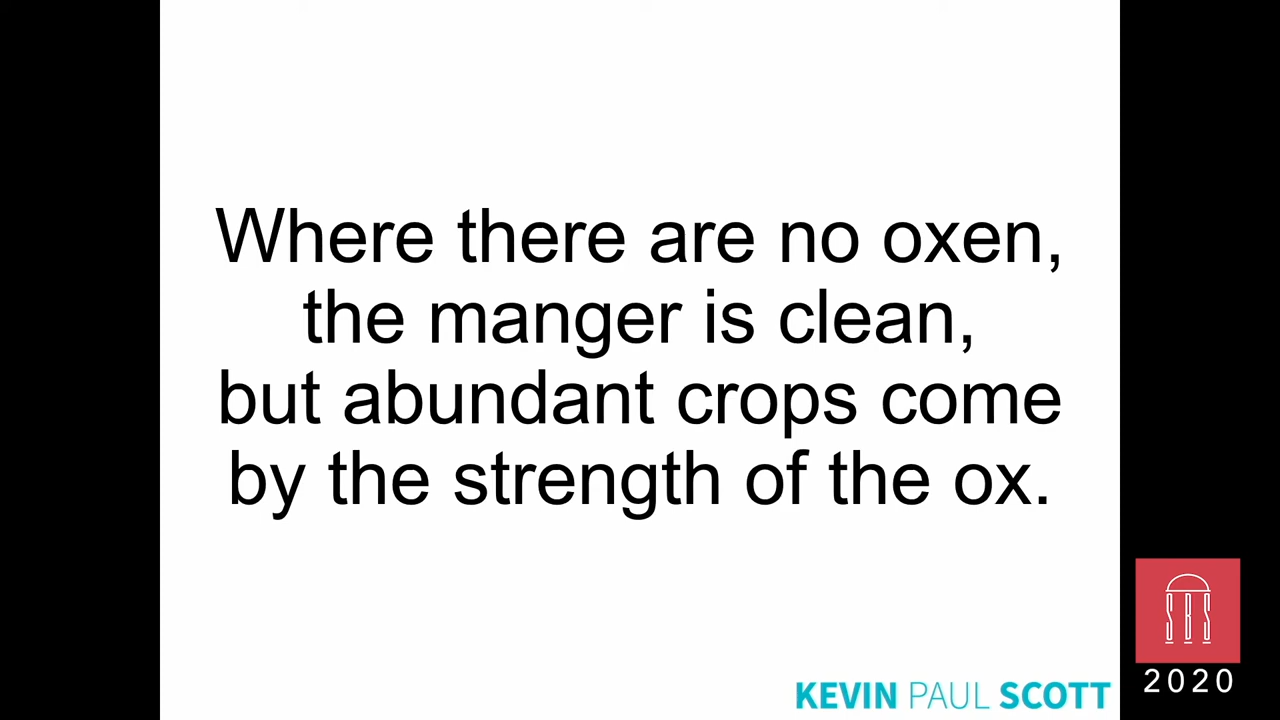 Where there are no oxen,
the manger is clean,
but abundant crops come
by the strength of the ox.
SBS
KEVIN PAUL SCOTT
2020